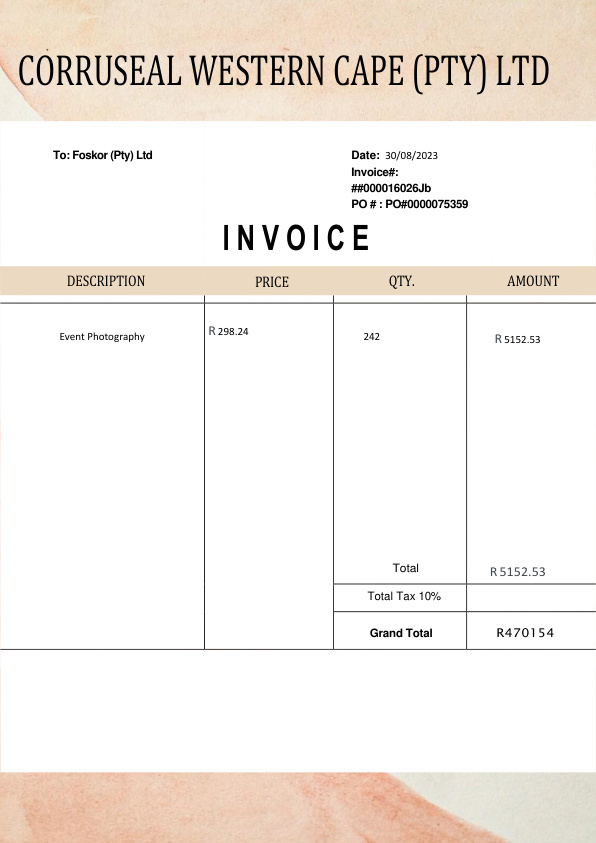 CORRUSEAL WESTERN CAPE (PTY) LTD
To: Foskor (Pty) Ltd
Date: 30/08/2023
Invoice#:
##000016026Jb
PO # : PO#0000075359
INVOICE
DESCRIPTION PRICE QTY. AMOUNT
Event Photography R 298.24 242 R 5152.53
Total R 5152.53
Total Tax 10%
Grand Total R470154